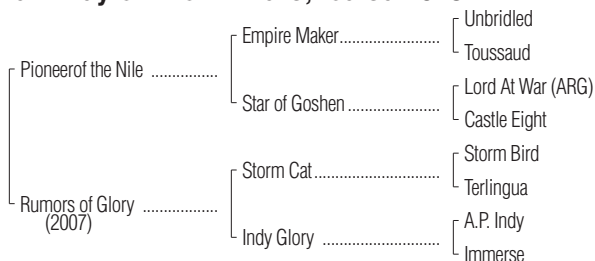 Unbridled
Empire Maker
Toussaud
Pioneerof the Nile
Lord At War (ARG)
Star of Goshen
Castle Eight
Storm Bird
Storm Cat
Terlingua
Rumors of Glory
(2007)
A.P. Indy
Indy Glory
Immerse